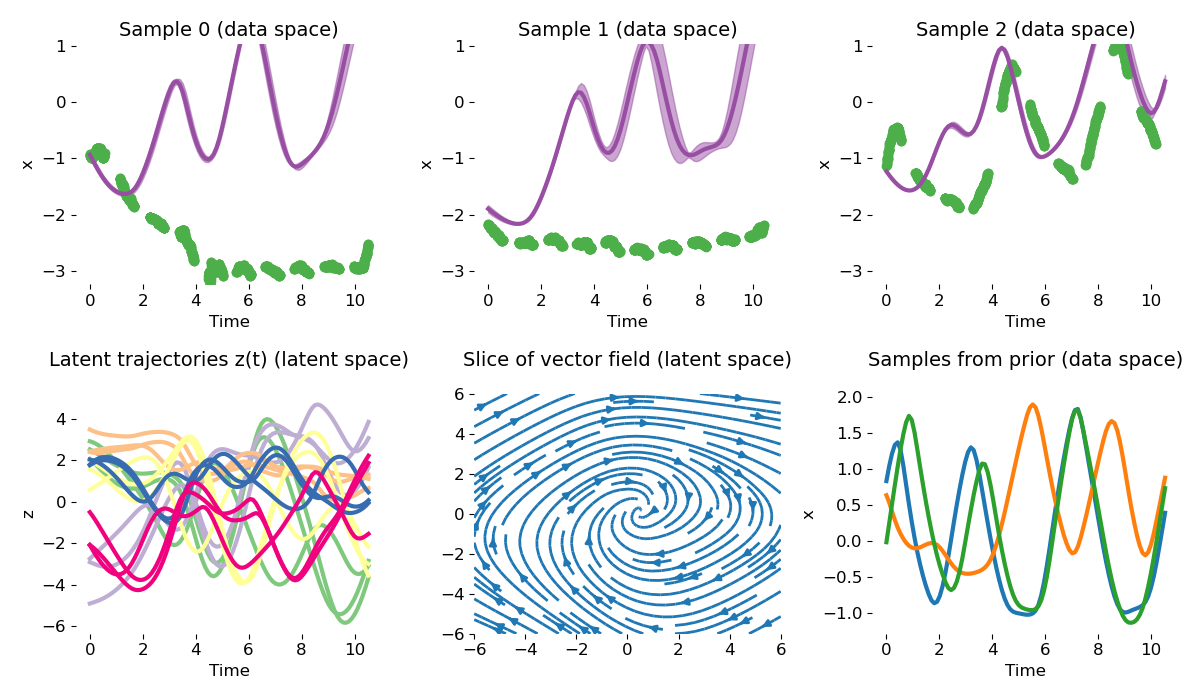 Sample 0 (data space)
Sample 1 (data space)
Sample 2 (data space)
1
0
−1
−2
−3
x
0 2 4 6 8 10
Time
1
0
−1
−2
−3
x
0 2 4 6 8 10
Time
1
0
−1
−2
−3
x
0 2 4 6 8 10
Time
Latent trajectories z(t) (latent space)
Slice of vector field (latent space)
Samples from prior (data space)
4
2
0
−2
−4
−6
z
0 2 4 6 8 10
Time
6
4
2
0
−2
−4
−6
−6 −4 −2 0 2 4 6
2.0
1.5
1.0
0.5
0.0
−0.5
−1.0
x
0 2 4 6 8 10
Time